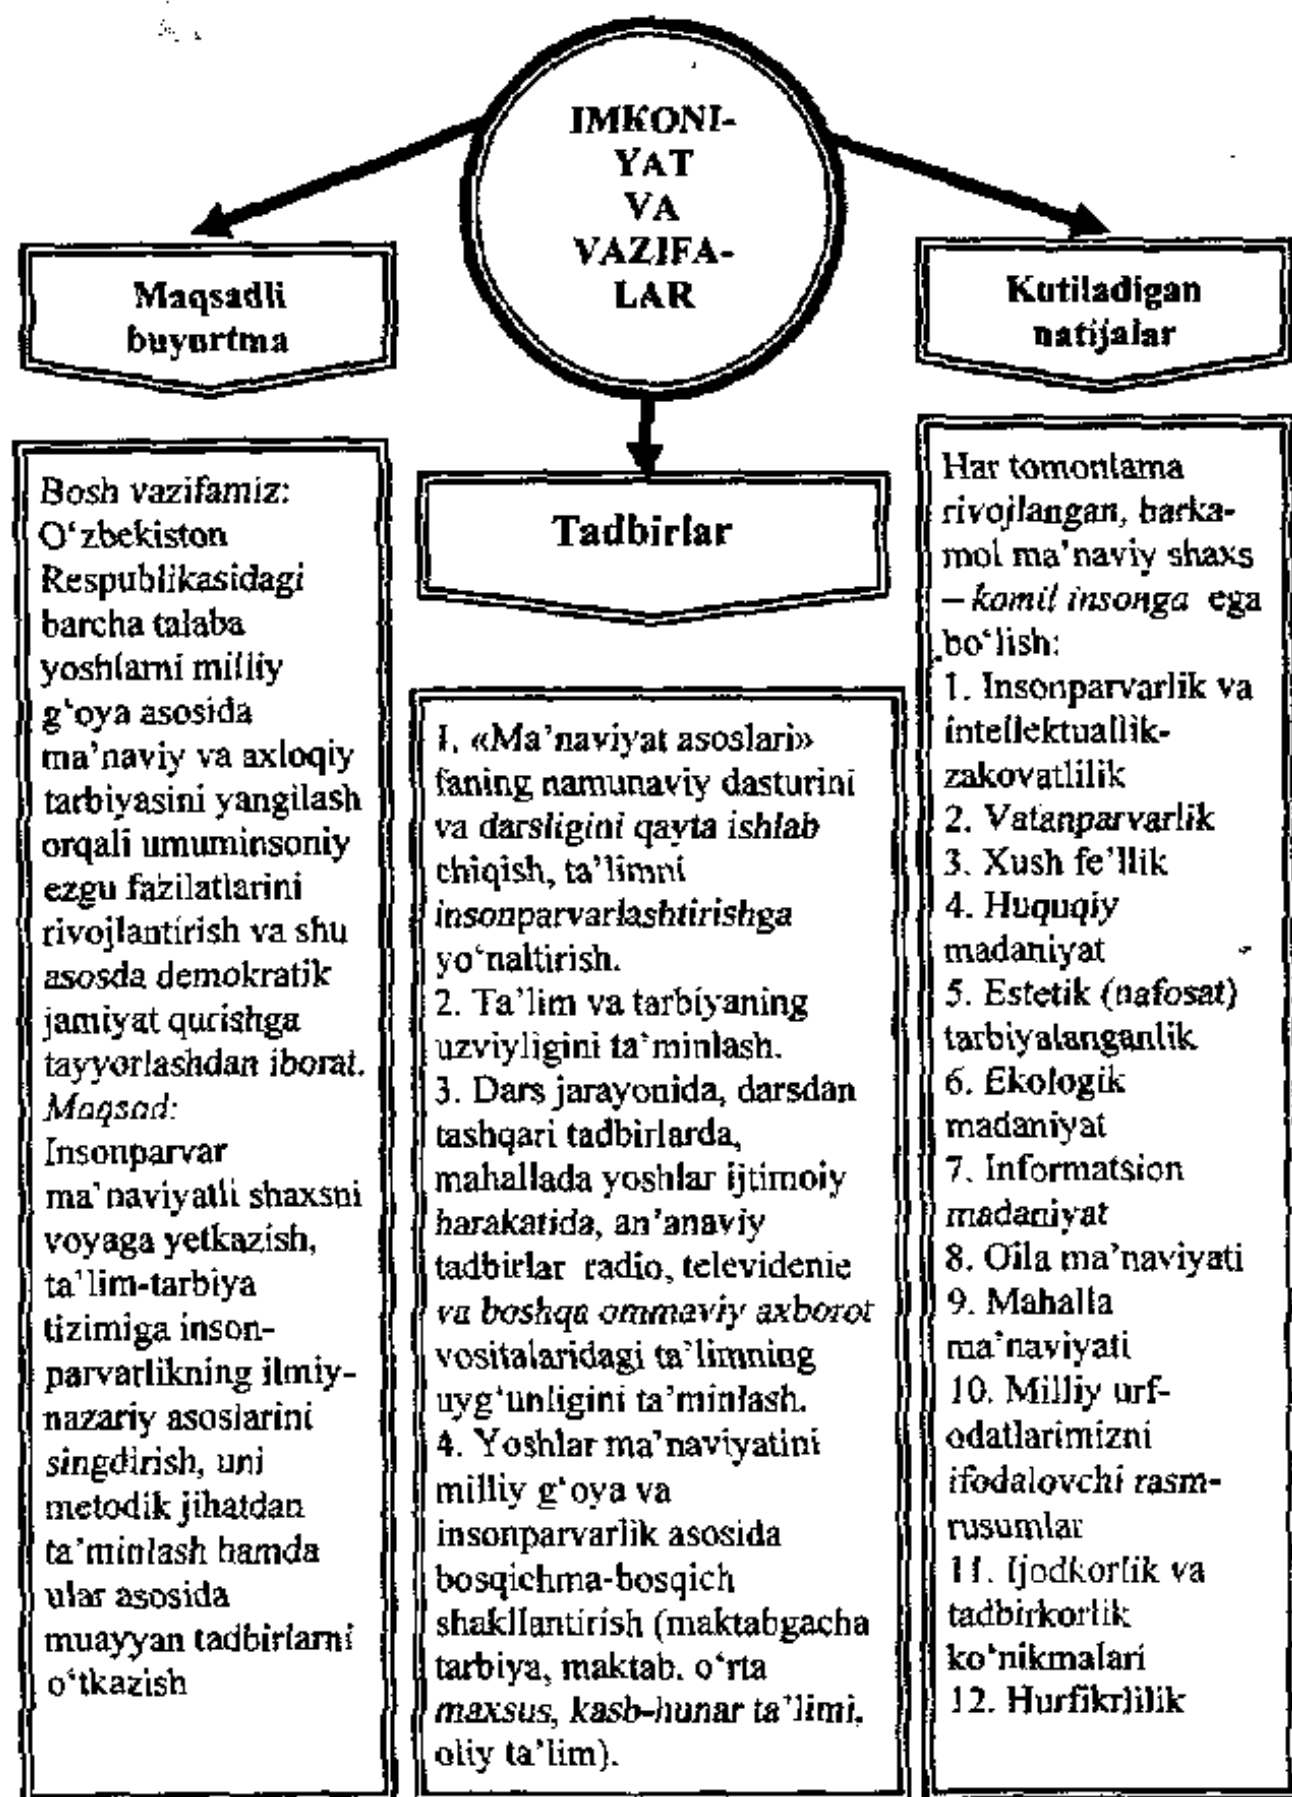 IMKONI-
YAT
VA
VAZIFA-
LAR
Maqsadli
buyurtma
Bosh vazifamiz:
O‘zbekiston
Respublikasidagi
barcha talaba
yoshlarni milliy
g‘oya asosida
ma’naviy va axloqiy
tarbiyasini yangilash
orqali umuminsoniy
ezgu fazilatlarini
rivojlantirish va shu
asosda demokratik
jamiyat qurishga
tayyorlashdan iborat.
Maqsad:
Insonparvar
ma’naviyatli shaxsni
voyaga yetkazish,
ta’lim-tarbiya
tizimiga inson-
parvarlikning ilmiy-
nazariy asoslarini
singdirish, uni
metodik jihatdan
ta’minlash hamda
ular asosida
muayyan tadbirlarni
o‘tkazish
Tadbirlar
1. «Ma’naviyat asoslari»
faning namunaviy dasturini
va darsligini qayta ishlab
chiqish, ta’limni
insonparvarlashtirishga
yo‘naltirish.
2. Ta’lim va tarbiyaning
uzviyligini ta’minlash.
3. Dars jarayonida, darsdan
tashqari tadbirlarda,
mahallada yoshlar ijtimoiy
harakatida, an’anaviy
tadbirlar radio, televidenie
va boshqa ommaviy axborot
vositalaridagi ta’limning
uyg‘unligini ta’minlash.
4. Yoshlar ma’naviyatini
milliy g‘oya va
insonparvarlik asosida
bosqichma-bosqich
shakllantirish (maktabgacha
tarbiya, maktab. o‘rta
maxsus, kasb-hunar ta’limi,
oliy ta’lim).
Kutiladigan
natijalar
Har tomonlama
rivojlangan, barka-
mol ma’naviy shaxs
– komil insonga ega
bo‘lish:
1. Insonparvarlik va
intellektuallik-
zakovatlilik
2. Vatanparvarlik
3. Xush fe’llik
4. Huquqiy
madaniyat
5. Estetik (nafosat)
tarbiyalanganlik
6. Ekologik
madaniyat
7. Informatsion
madaniyat
8. Oila ma’naviyati
9. Mahalla
ma’naviyati
10. Milliy urf-
odatlarimizni
ifodalovchi rasm-
rusumlar
11. Ijodkorlik va
tadbirkorlik
ko‘nikmalari
12. Hurfikrlilik